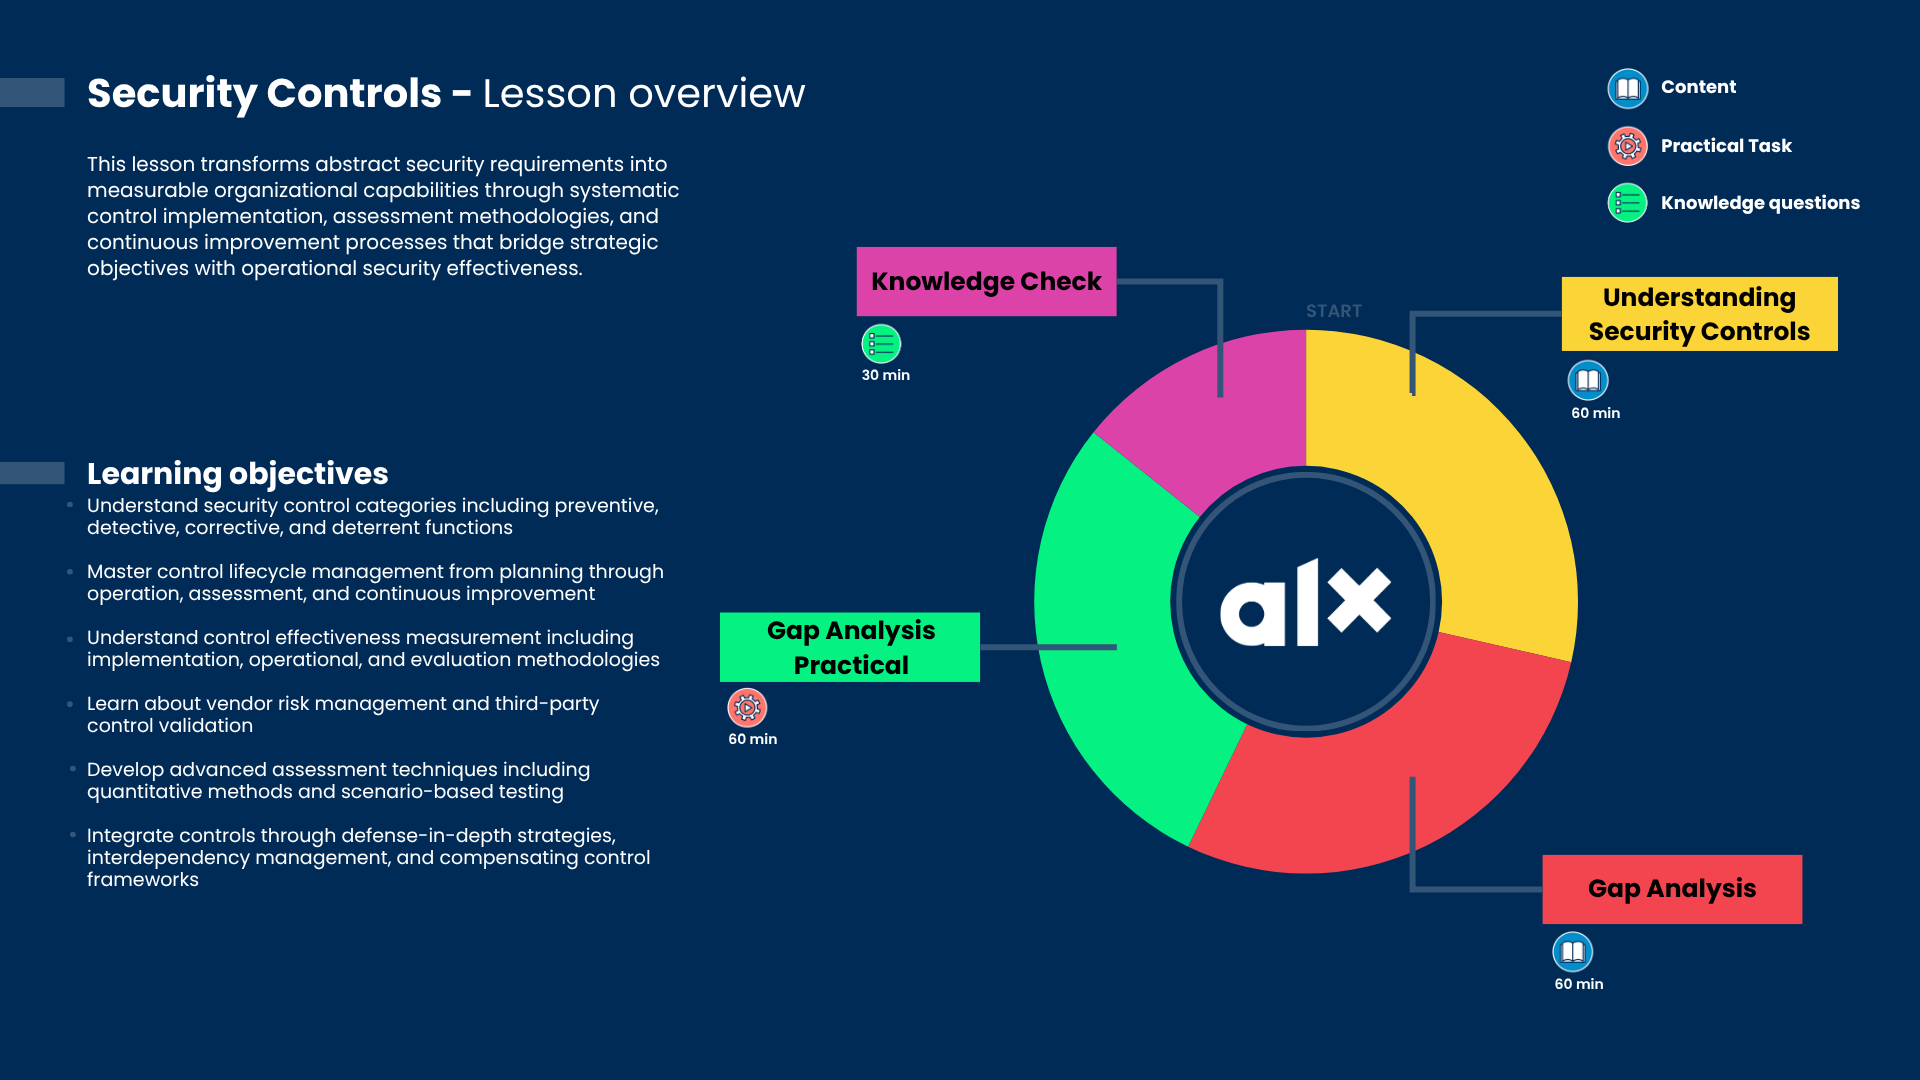 Security Controls - Lesson overview
This lesson transforms abstract security requirements into
measurable organizational capabilities through systematic
control implementation, assessment methodologies, and
continuous improvement processes that bridge strategic
objectives with operational security effectiveness.
Learning objectives
Understand security control categories including preventive,
detective, corrective, and deterrent functions
Master control lifecycle management from planning through
operation, assessment, and continuous improvement
Understand control effectiveness measurement including
implementation, operational, and evaluation methodologies
Learn about vendor risk management and third-party
control validation
Develop advanced assessment techniques including
quantitative methods and scenario-based testing
Integrate controls through defense-in-depth strategies,
interdependency management, and compensating control
frameworks
Content
Practical Task
Knowledge questions
START
Understanding
Security Controls
60 min
Gap Analysis
60 min
Gap Analysis
Practical
60 min
Knowledge Check
30 min
alx